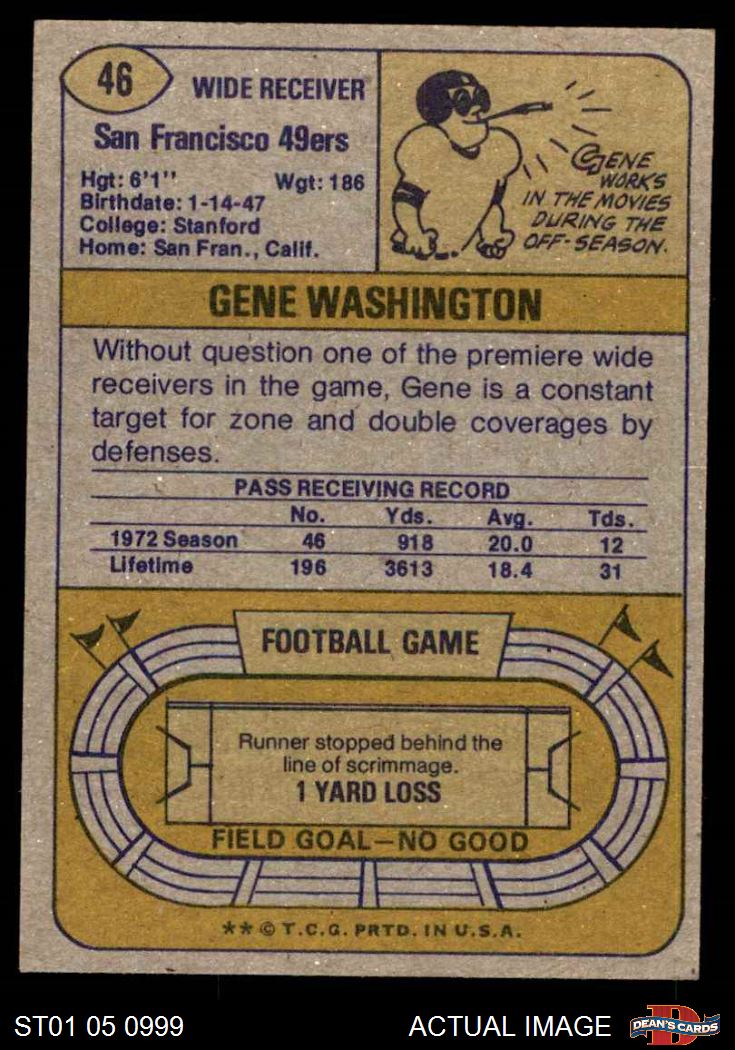 46
WIDE RECEIVER
San Francisco 49ers
Hgt: 6'1" Wgt: 186
Birthdate: 1-14-47
College: Stanford
Home: San Fran., Calif.
GENE
WORKS
IN THE MOVIES
DURING THE
OFF-SEASON.
GENE WASHINGTON
Without question one of the premiere wide
receivers in the game, Gene is a constant
target for zone and double coverages by
defenses.
PASS RECEIVING RECORD
No. Yds. Avg. Tds.
1972 Season 46 918 20.0 12
Lifetime 196 3613 18.4 31
FOOTBALL GAME
Runner stopped behind the
line of scrimmage.
1 YARD LOSS
FIELD GOAL—NO GOOD
** © T.C.G. PRTD. IN U.S.A.
ST01 05 0999 ACTUAL IMAGE
D
DEAN'S CARDS